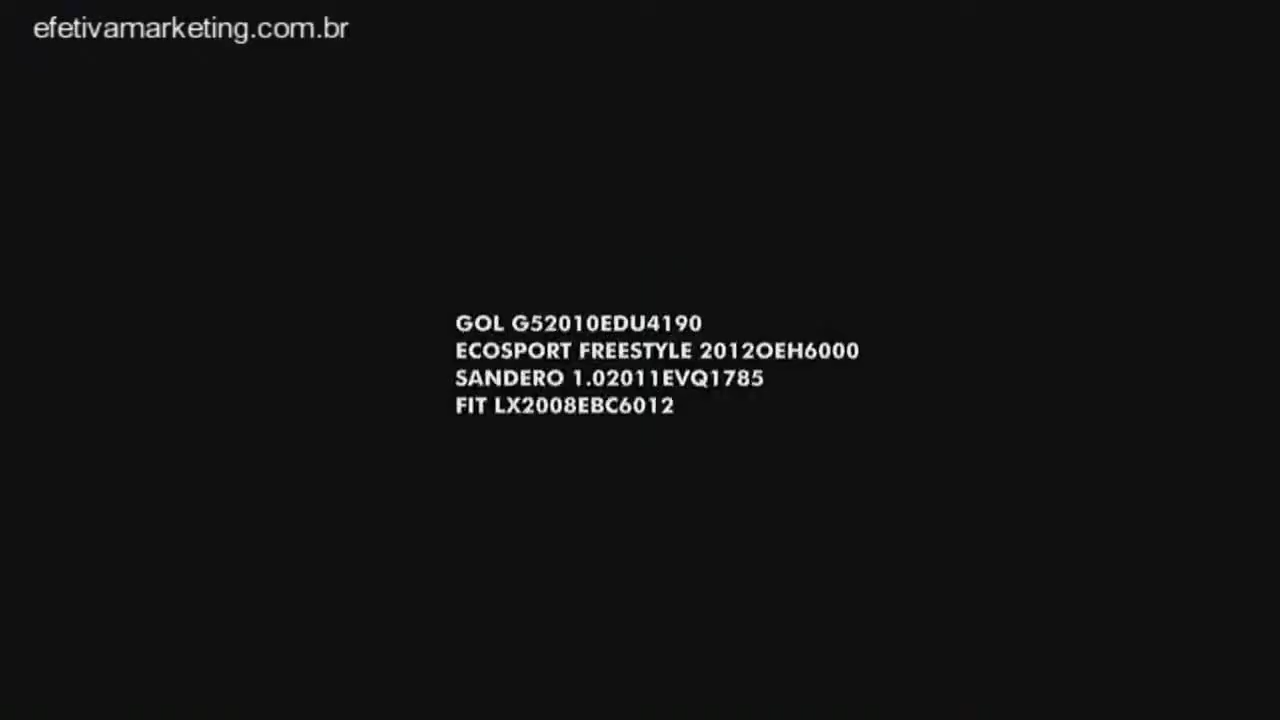 efetivamarketing.com.br
GOL G52010EDU4190
ECOSPORT FREESTYLE 2012OEH6000
SANDERO 1.02011EVQ1785
FIT LX2008EBC6012